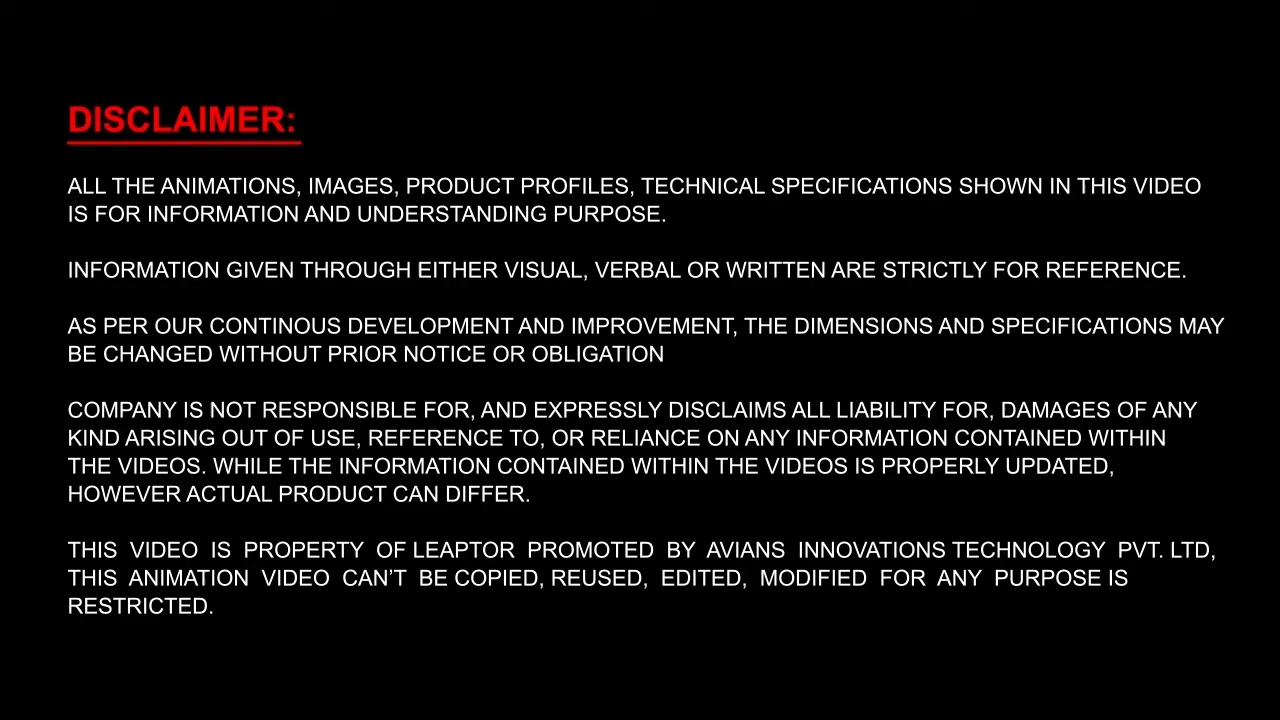 DISCLAIMER:
ALL THE ANIMATIONS, IMAGES, PRODUCT PROFILES, TECHNICAL SPECIFICATIONS SHOWN IN THIS VIDEO
IS FOR INFORMATION AND UNDERSTANDING PURPOSE.
INFORMATION GIVEN THROUGH EITHER VISUAL, VERBAL OR WRITTEN ARE STRICTLY FOR REFERENCE.
AS PER OUR CONTINOUS DEVELOPMENT AND IMPROVEMENT, THE DIMENSIONS AND SPECIFICATIONS MAY
BE CHANGED WITHOUT PRIOR NOTICE OR OBLIGATION
COMPANY IS NOT RESPONSIBLE FOR, AND EXPRESSLY DISCLAIMS ALL LIABILITY FOR, DAMAGES OF ANY
KIND ARISING OUT OF USE, REFERENCE TO, OR RELIANCE ON ANY INFORMATION CONTAINED WITHIN
THE VIDEOS. WHILE THE INFORMATION CONTAINED WITHIN THE VIDEOS IS PROPERLY UPDATED,
HOWEVER ACTUAL PRODUCT CAN DIFFER.
THIS VIDEO IS PROPERTY OF LEAPTOR PROMOTED BY AVIANS INNOVATIONS TECHNOLOGY PVT. LTD,
THIS ANIMATION VIDEO CAN’T BE COPIED, REUSED, EDITED, MODIFIED FOR ANY PURPOSE IS
RESTRICTED.